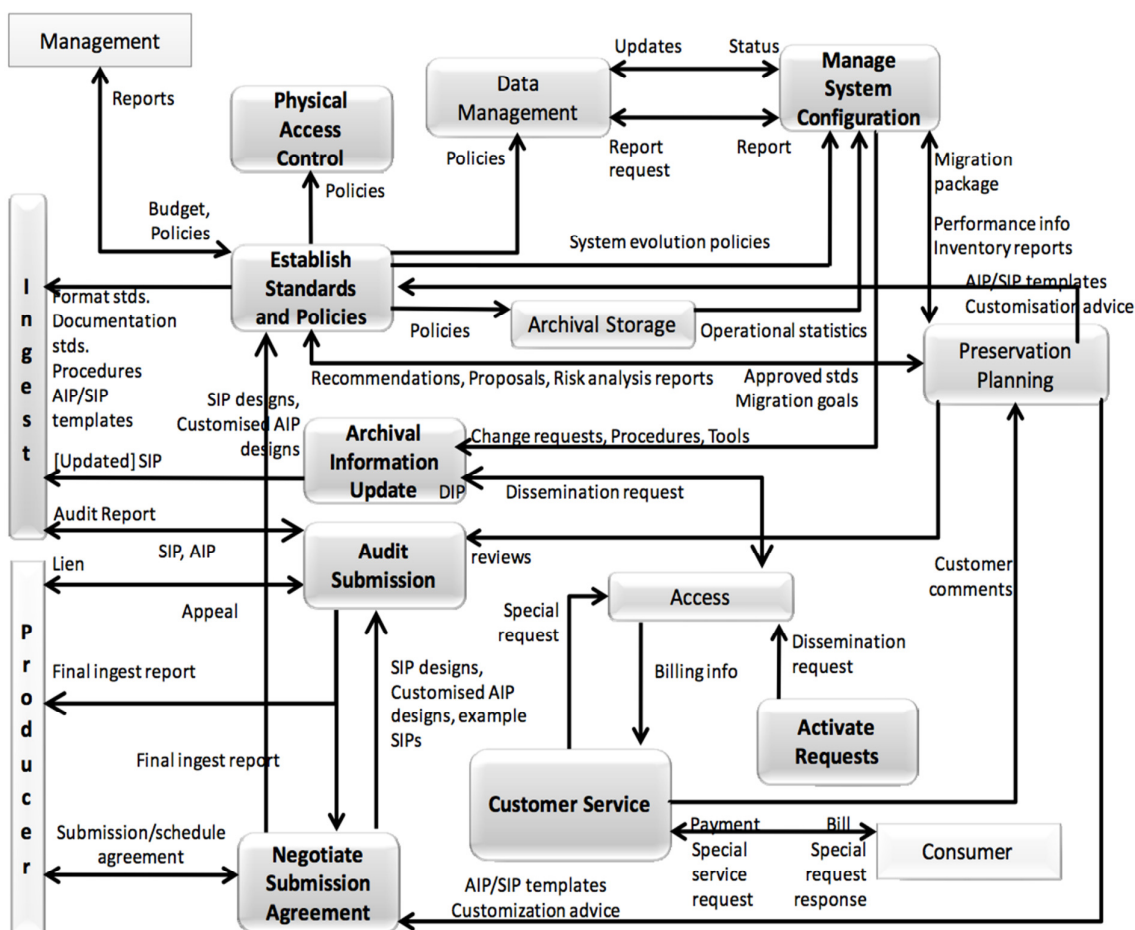 Management
Reports
Physical
Access
Control
Policies
Data
Management
Updates
Status
Report
request
Report
Manage
System
Configuration
Policies
Budget,
Policies
Migration
package
Performance info
Inventory reports
System evolution policies
Establish
Standards
and Policies
Ingest
Format stds.
Documentation
stds.
Procedures
AIP/SIP
templates
Policies
Archival Storage
Operational statistics
AIP/SIP templates
Customisation advice
Preservation
Planning
Recommendations, Proposals, Risk analysis reports
Approved stds
Migration goals
SIP designs,
Customised AIP
designs
Archival
Information
Update
Change requests, Procedures, Tools
[Updated] SIP
DIP
Dissemination request
Audit Report
SIP, AIP
Audit
Submission
reviews
Lien
Appeal
Producer
Access
Special
request
Customer
comments
Dissemination
request
Billing info
Final ingest report
SIP designs,
Customised AIP
designs, example
SIPs
Activate
Requests
Final ingest report
Customer Service
Submission/schedule
agreement
Negotiate
Submission
Agreement
Payment
Special
service
request
Bill
Special
request
response
Consumer
AIP/SIP templates
Customization advice